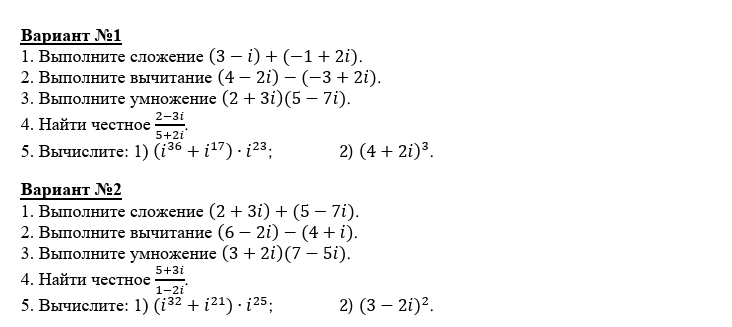 Вариант №1
1. Выполните сложение (3 − i) + (−1 + 2i).
2. Выполните вычитание (4 − 2i) − (−3 + 2i).
3. Выполните умножение (2 + 3i)(5 − 7i).
4. Найти честное \frac{2−3i}{5+2i}.
5. Вычислите: 1) (i^{36} + i^{17}) · i^{23}; 2) (4 + 2i)^3.
Вариант №2
1. Выполните сложение (2 + 3i) + (5 − 7i).
2. Выполните вычитание (6 − 2i) − (4 + i).
3. Выполните умножение (3 + 2i)(7 − 5i).
4. Найти честное \frac{5+3i}{1−2i}.
5. Вычислите: 1) (i^{32} + i^{21}) · i^{25}; 2) (3 − 2i)^2.